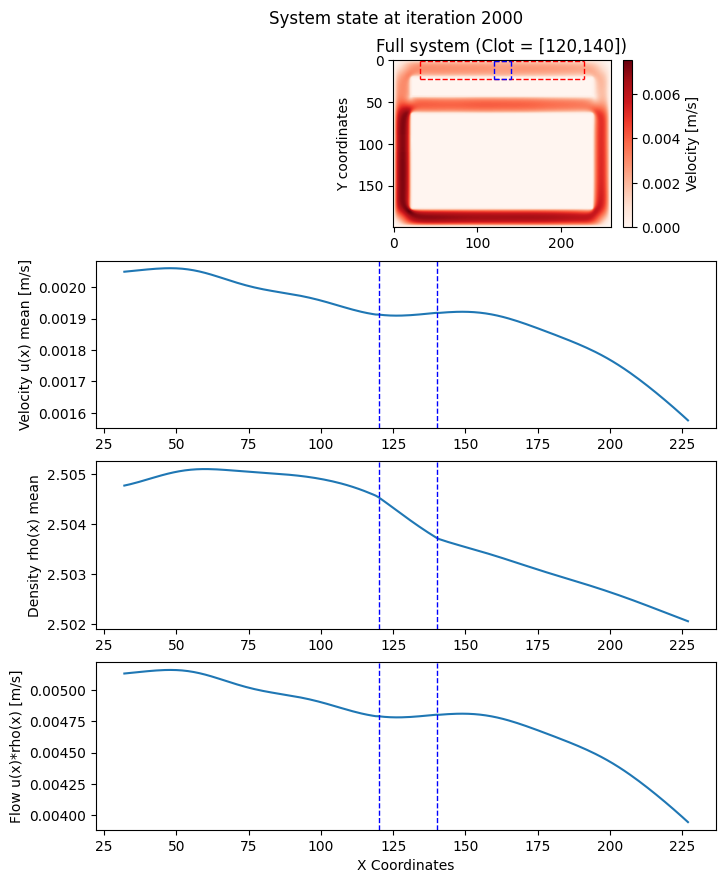 System state at iteration 2000
Full system (Clot = [120,140])
Y coordinates
0
50
100
150
0
100
200
0.006
0.004
0.002
0.000
Velocity [m/s]
Velocity u(x) mean [m/s]
0.0020
0.0019
0.0018
0.0017
0.0016
25 50 75 100 125 150 175 200 225
Density rho(x) mean
2.505
2.504
2.503
2.502
25 50 75 100 125 150 175 200 225
Flow u(x)*rho(x) [m/s]
0.00500
0.00475
0.00450
0.00425
0.00400
25 50 75 100 125 150 175 200 225
X Coordinates